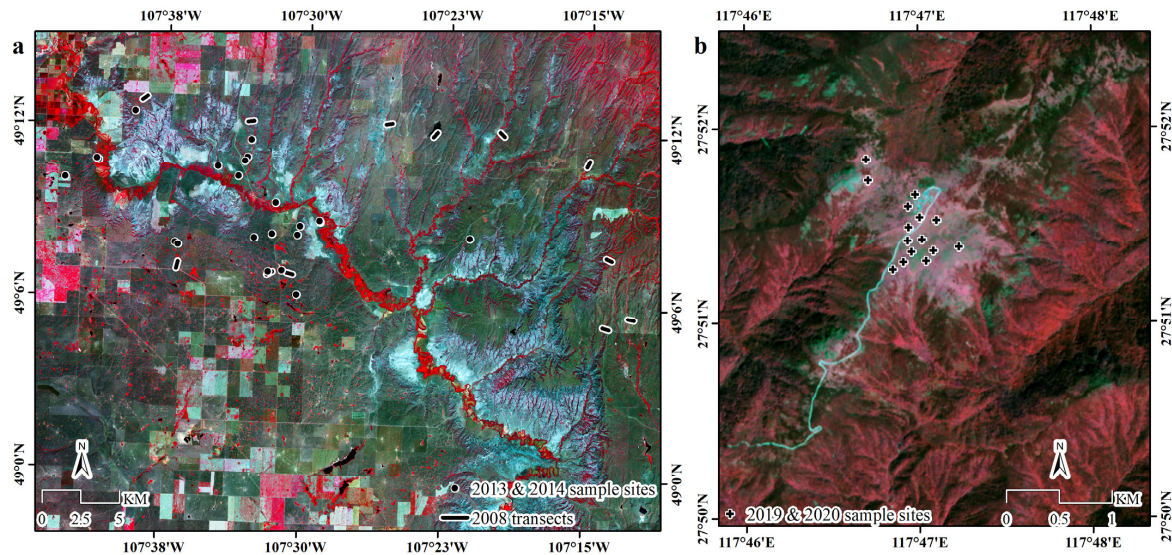 107°38'W 107°30'W 107°23'W 107°15'W
a
49°12'N
49°6'N
49°0'N
49°12'N
49°6'N
49°0'N
N
KM
0 2.5 5
2013 & 2014 sample sites
2008 transects
107°38'W 107°30'W 107°23'W 107°15'W
117°46'E 117°47'E 117°48'E
b
27°52'N
27°51'N
27°50'N
27°52'N
27°51'N
27°50'N
N
KM
0 0.5 1
2019 & 2020 sample sites
117°46'E 117°47'E 117°48'E